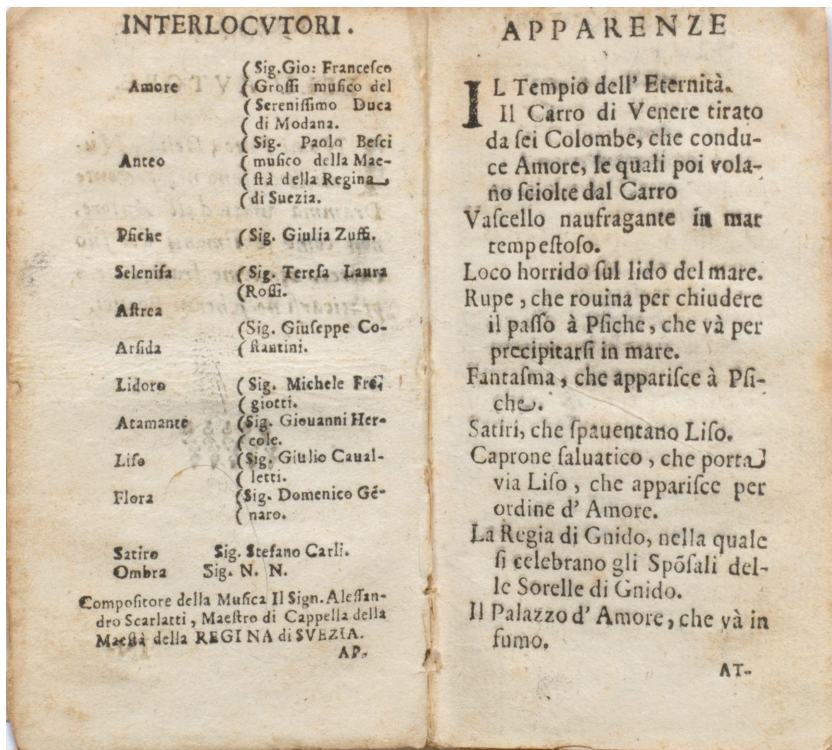 INTERLOCVTORI.
Amore
(Sig. Gio: Francesco
(Grossi musico del
(Serenissimo Duca
(di Modana.
Anteo
(Sig. Paolo Besci
(musico della Mae-
(stà della Regina
(di Suezia.
Psiche (Sig. Giulia Zuffi.
Selenisa (Sig. Teresa Laura
(Rossi.
Astrea
(Sig. Giuseppe Co-
Arsida (stantini.
Lidoro (Sig. Michele Fre-
(giotti.
Atamante (Sig. Giouanni Her-
(cole.
Liso (Sig. Giulio Caual-
(letti.
Flora (Sig. Domenico Gē-
(naro.
Satiro Sig. Stefano Carli.
Ombra Sig. N. N.
Compositore della Musica Il Sign. Alessan-
dro Scarlatti, Maestro di Cappella della
Maestà della REGINA di SVEZIA.
AP-
APPARENZE
IL Tempio dell' Eternità.
Il Carro di Venere tirato
da sei Colombe, che condu-
ce Amore, le quali poi vola-
no sciolte dal Carro
Vascello naufragante in mar
tempestoso.
Loco horrido sul lido del mare.
Rupe, che rouina per chiudere
il passo à Psiche, che và per
precipitarsi in mare.
Fantasma, che apparisce à Psi-
che.
Satiri, che spauentano Liso.
Caprone saluatico, che porta
via Liso, che apparisce per
ordine d' Amore.
La Regia di Gnido, nella quale
si celebrano gli Spōsali del-
le Sorelle di Gnido.
Il Palazzo d' Amore, che và in
fumo.
AT-